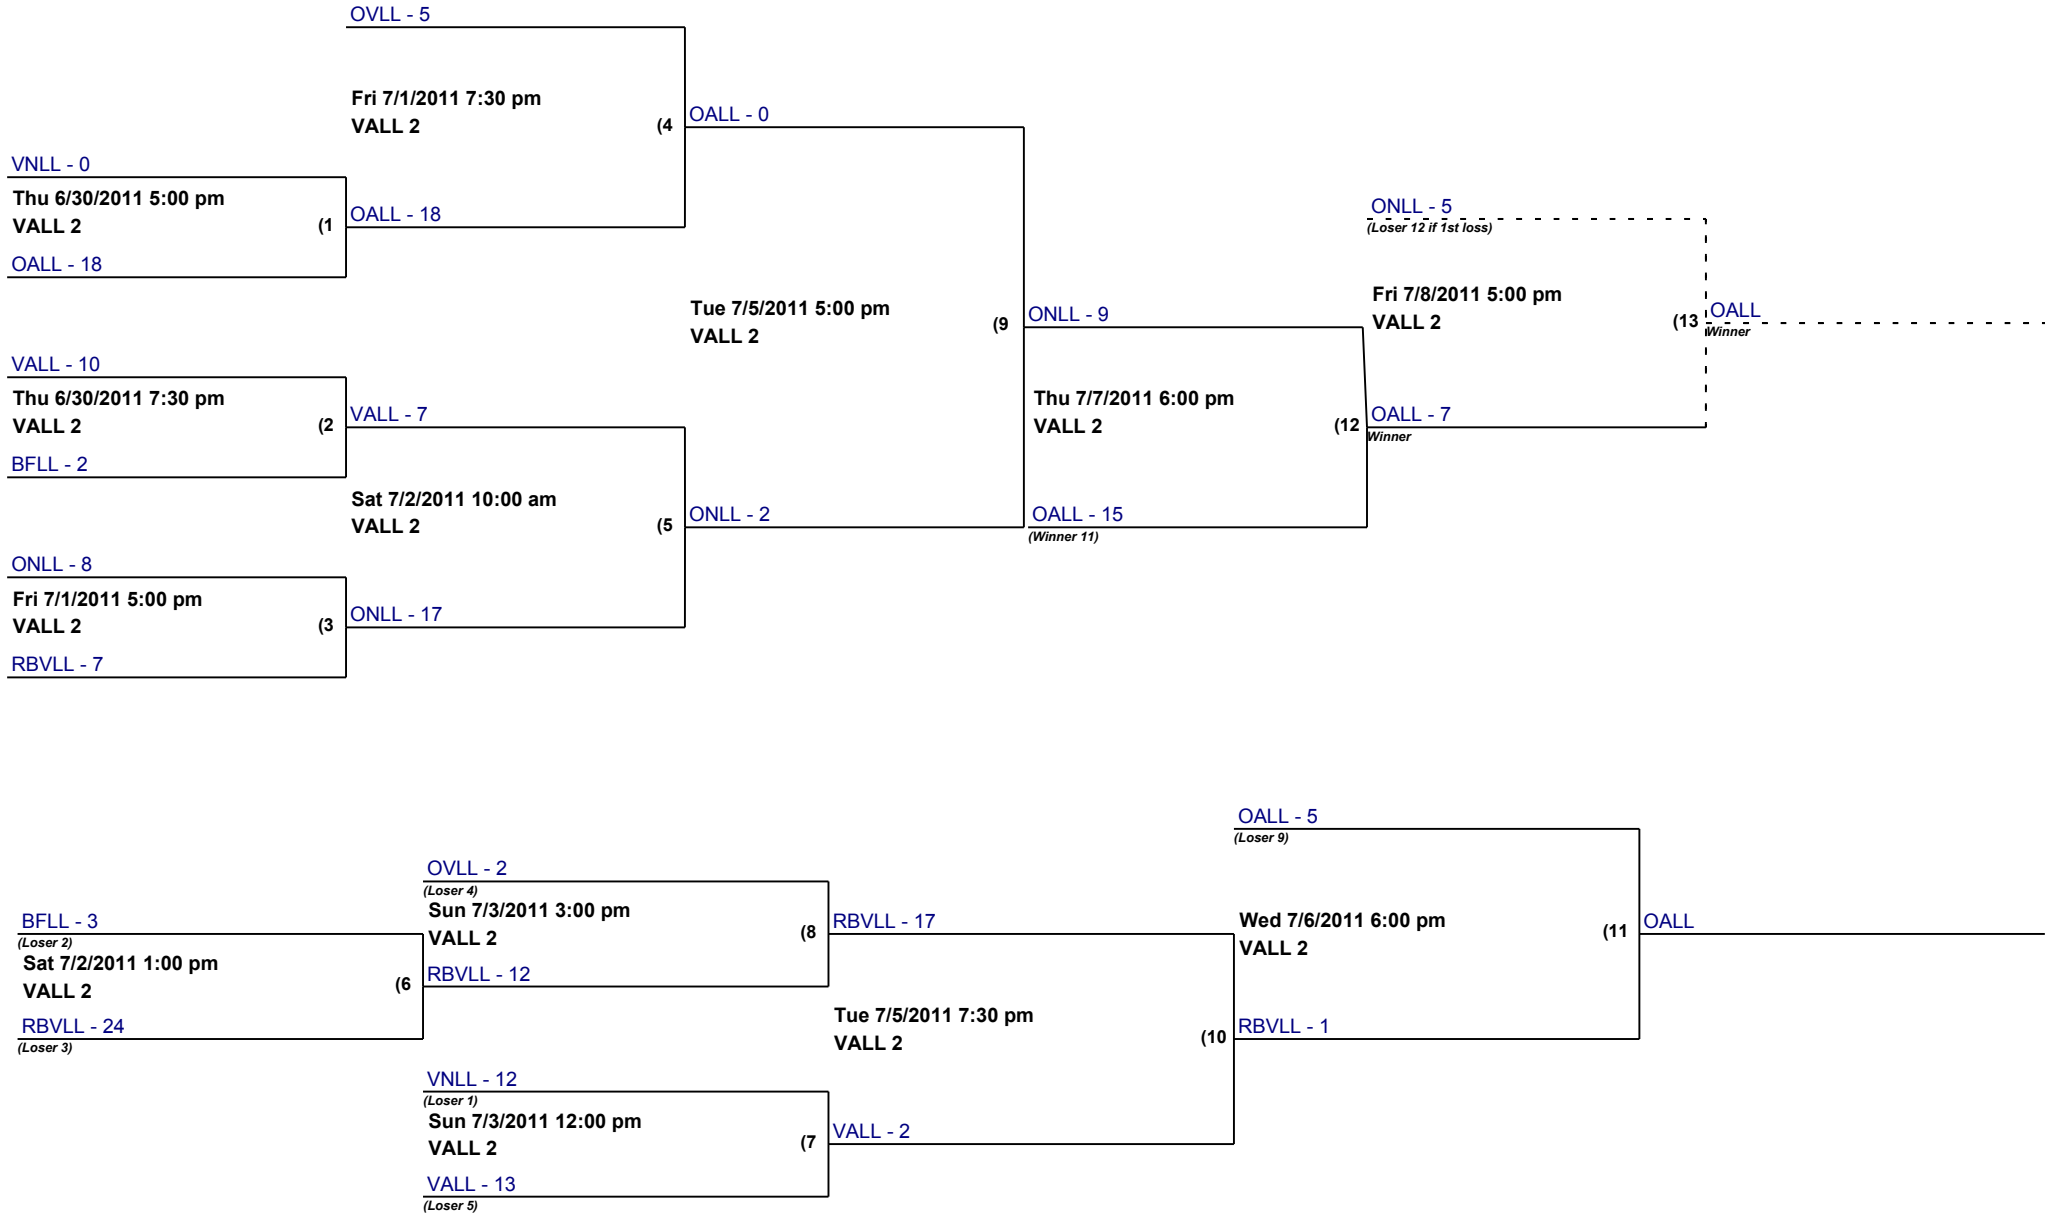 OVLL - 5
Fri 7/1/2011 7:30 pm
VALL 2
(4
OALL - 0
VNLL - 0
Thu 6/30/2011 5:00 pm
VALL 2
(1
OALL - 18
OALL - 18
VALL - 10
Thu 6/30/2011 7:30 pm
VALL 2
(2
VALL - 7
BFLL - 2
Sat 7/2/2011 10:00 am
VALL 2
(5
ONLL - 2
ONLL - 8
Fri 7/1/2011 5:00 pm
VALL 2
(3
ONLL - 17
RBVLL - 7
Tue 7/5/2011 5:00 pm
VALL 2
(9
ONLL - 9
Thu 7/7/2011 6:00 pm
VALL 2
(12
OALL - 15
(Winner 11)
ONLL - 5
(Loser 12 if 1st loss)
Fri 7/8/2011 5:00 pm
VALL 2
(13
OALL
Winner
OALL - 7
Winner
BFLL - 3
(Loser 2)
Sat 7/2/2011 1:00 pm
VALL 2
(6
RBVLL - 24
(Loser 3)
OVLL - 2
(Loser 4)
Sun 7/3/2011 3:00 pm
VALL 2
(8
RBVLL - 12
RBVLL - 17
VNLL - 12
(Loser 1)
Sun 7/3/2011 12:00 pm
VALL 2
(7
VALL - 13
(Loser 5)
Tue 7/5/2011 7:30 pm
VALL 2
(10
VALL - 2
OALL - 5
(Loser 9)
Wed 7/6/2011 6:00 pm
VALL 2
(11
OALL
RBVLL - 1